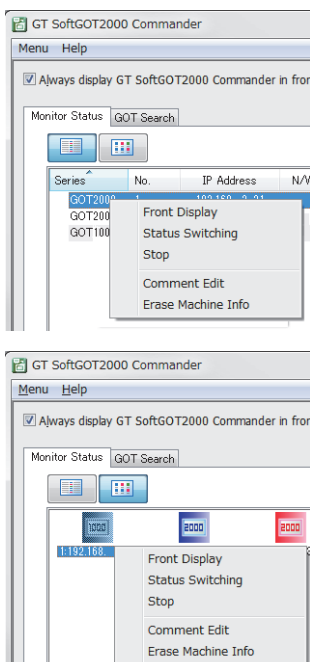 GT SoftGOT2000 Commander
Menu Help
Always display GT SoftGOT2000 Commander in fron
Monitor Status GOT Search
Series No. IP Address N/W
GOT2000 1
GOT200
GOT100
Front Display
Status Switching
Stop
Comment Edit
Erase Machine Info
GT SoftGOT2000 Commander
Menu Help
Always display GT SoftGOT2000 Commander in fron
Monitor Status GOT Search
1000 2000 2000
1:192.168.
Front Display
Status Switching
Stop
Comment Edit
Erase Machine Info